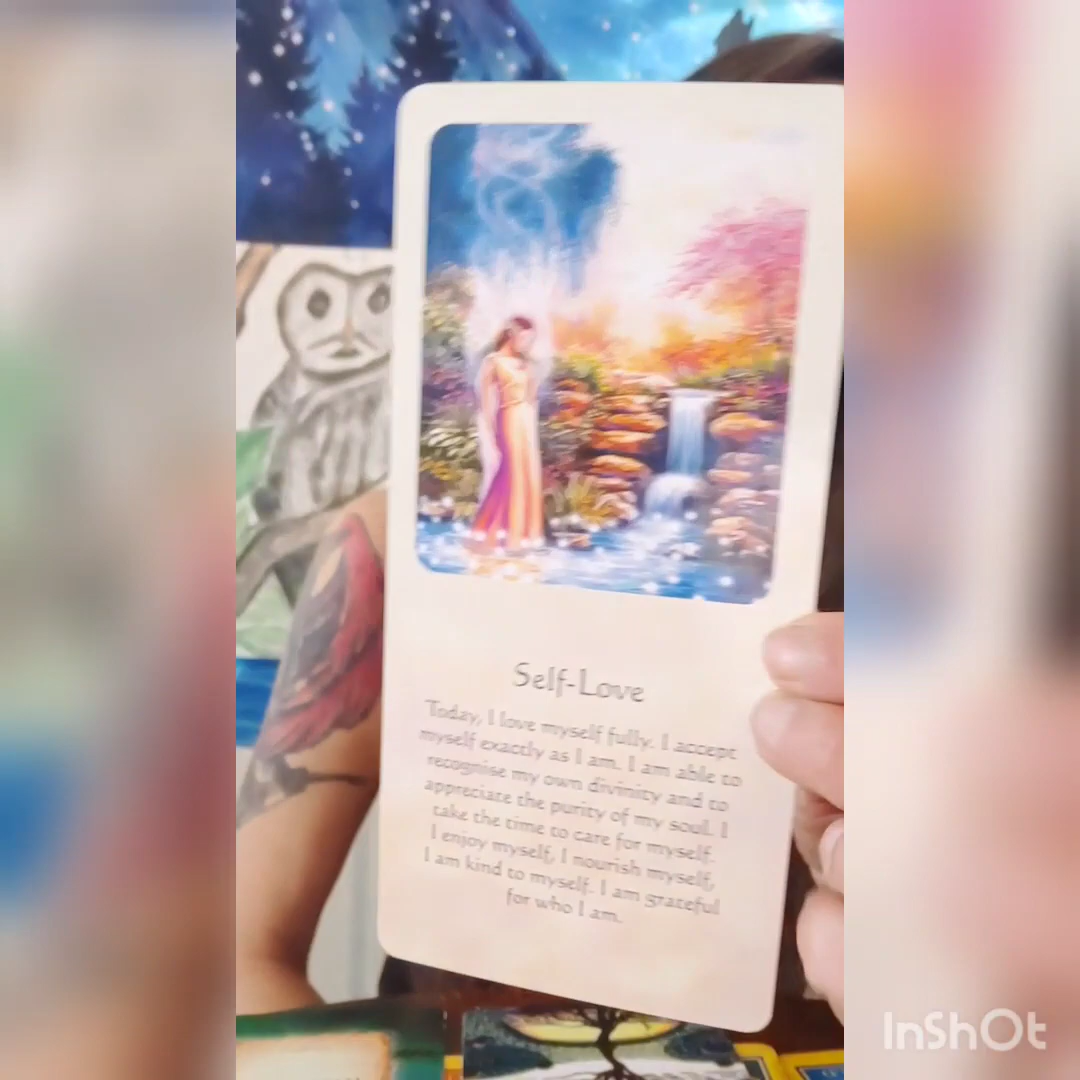 Self-Love
Today, I love myself fully. I accept
myself exactly as I am. I am able to
recognise my own divinity and to
appreciate the purity of my soul. I
take the time to care for myself.
I enjoy myself, I nourish myself,
I am kind to myself. I am grateful
for who I am.
InShOt